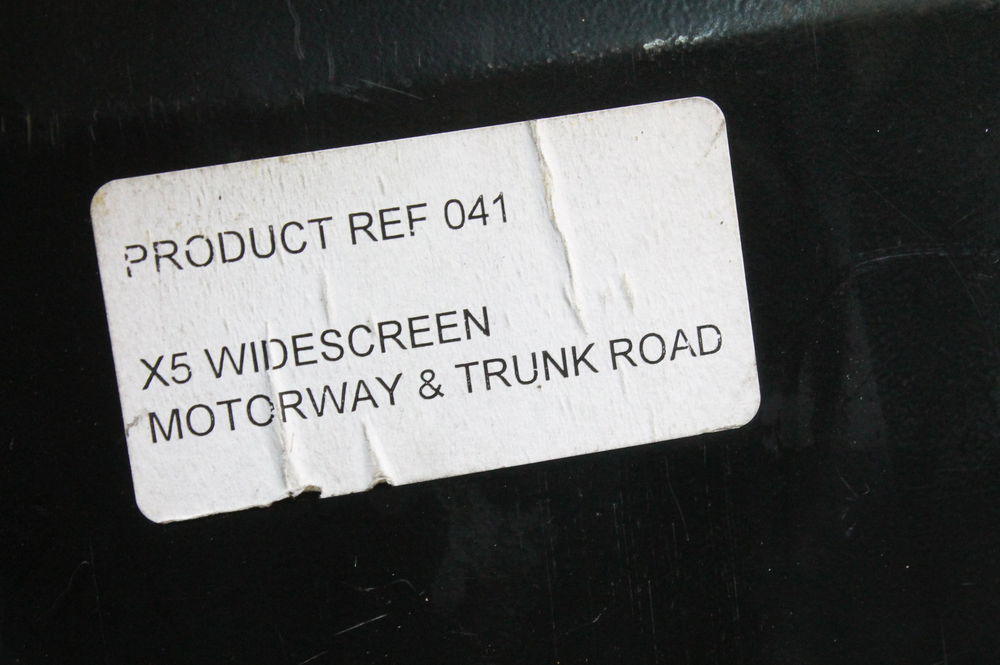 PRODUCT REF 041
X5 WIDESCREEN
MOTORWAY & TRUNK ROAD